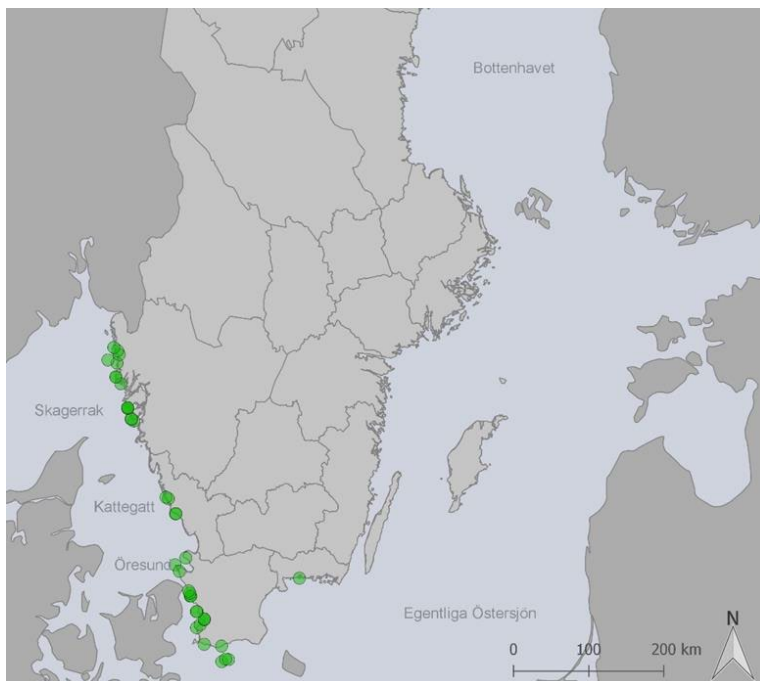 Bottenhavet
Skagerrak
Kattegatt
Öresund
Egentliga Östersjön
N
0 100 200 km